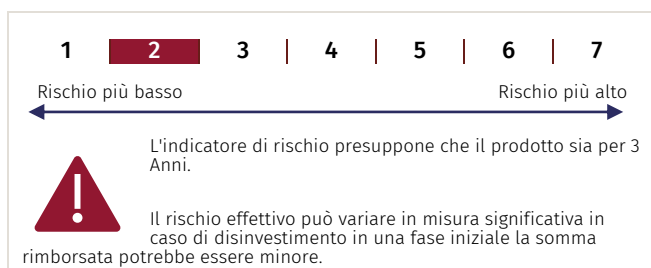 1 2 3 4 5 6 7
Rischio più basso Rischio più alto
L'indicatore di rischio presuppone che il prodotto sia per 3
Anni.
Il rischio effettivo può variare in misura significativa in
caso di disinvestimento in una fase iniziale la somma
rimborsata potrebbe essere minore.